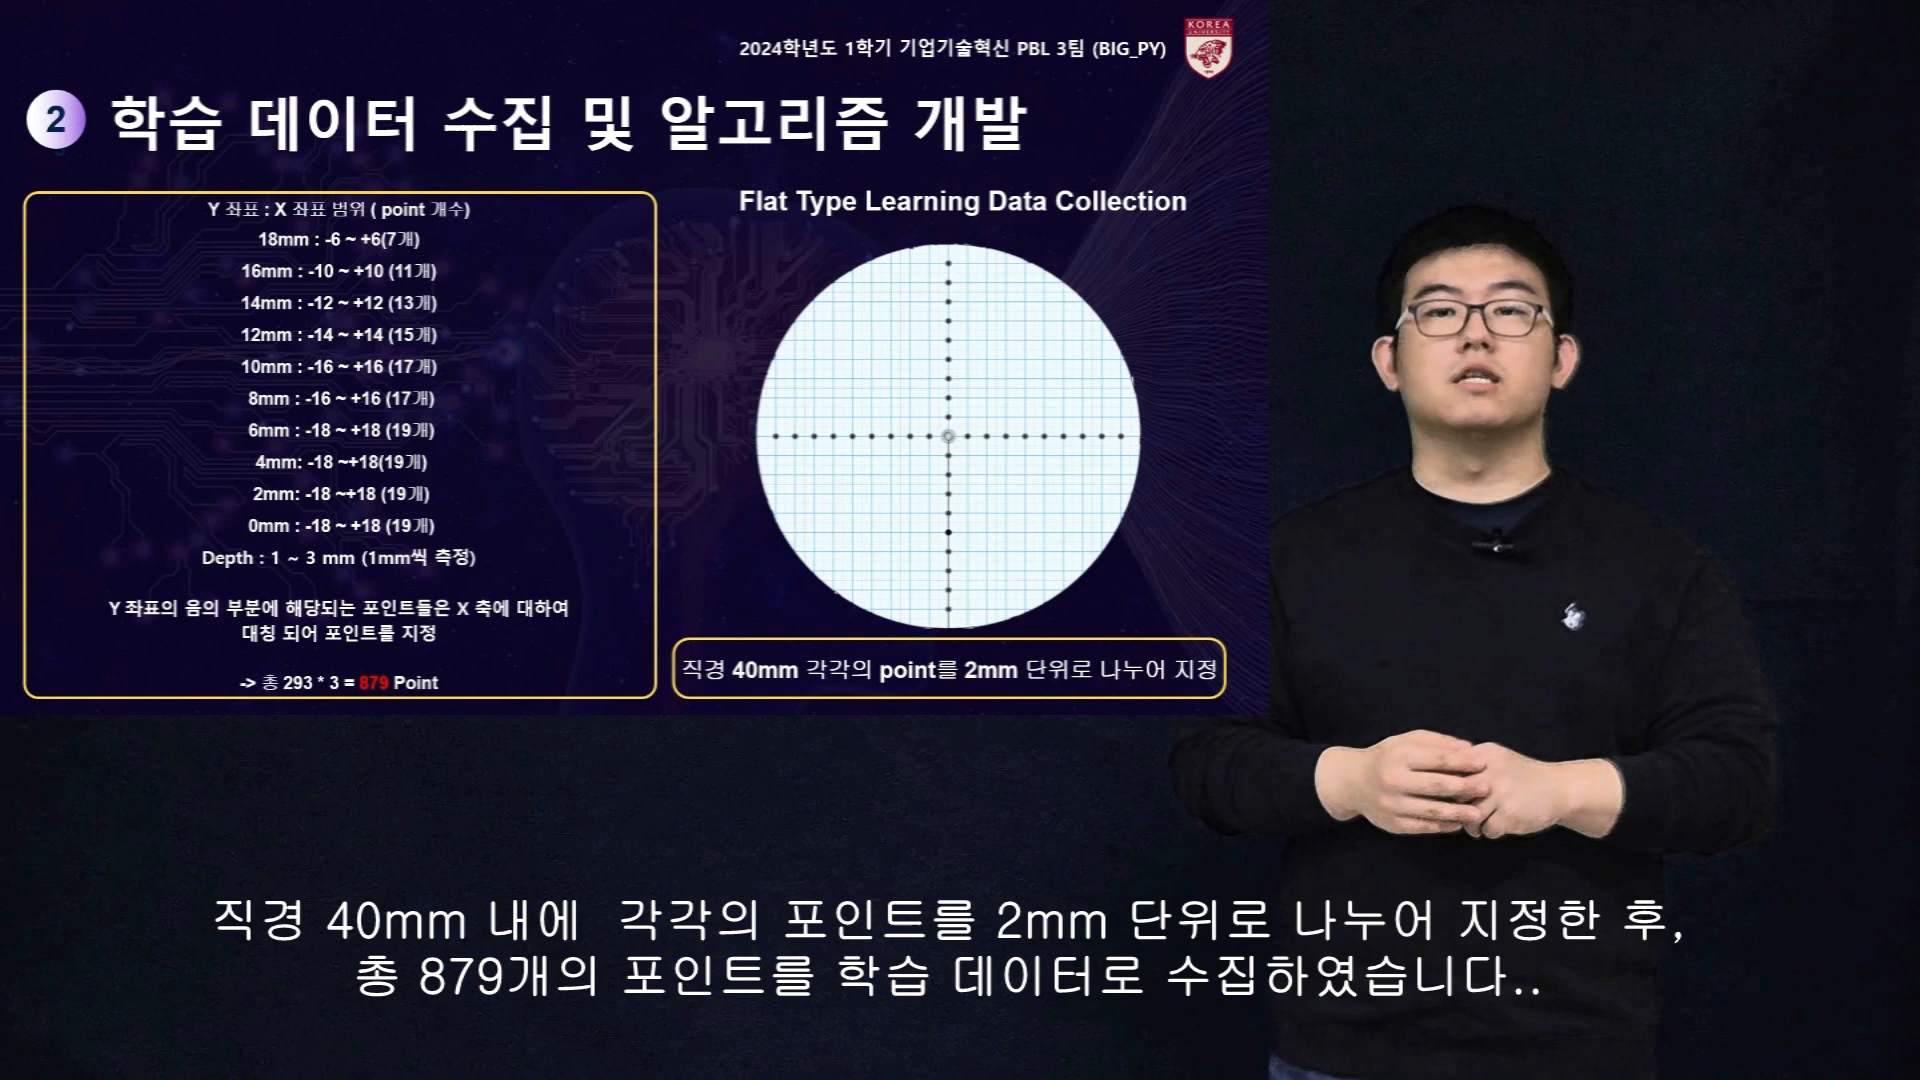 2024학년도 1학기 기업기술혁신 PBL 3팀 (BIG_PY)
KOREA
UNIVERSITY
2 학습 데이터 수집 및 알고리즘 개발
Y 좌표 : X 좌표 범위 ( point 개수)
18mm : -6 ~ +6(7개)
16mm : -10 ~ +10 (11개)
14mm : -12 ~ +12 (13개)
12mm : -14 ~ +14 (15개)
10mm : -16 ~ +16 (17개)
8mm : -16 ~ +16 (17개)
6mm : -18 ~ +18 (19개)
4mm: -18 ~+18(19개)
2mm: -18 ~+18 (19개)
0mm : -18 ~ +18 (19개)
Depth : 1 ~ 3 mm (1mm씩 측정)
Y 좌표의 음의 부분에 해당되는 포인트들은 X 축에 대하여
대칭 되어 포인트를 지정
-> 총 293 * 3 = 879 Point
Flat Type Learning Data Collection
직경 40mm 각각의 point를 2mm 단위로 나누어 지정
직경 40mm 내에 각각의 포인트를 2mm 단위로 나누어 지정한 후,
총 879개의 포인트를 학습 데이터로 수집하였습니다..